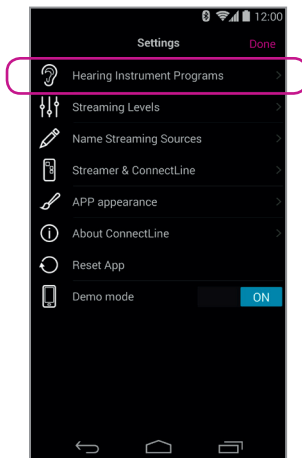 12:00
Settings
Done
Hearing Instrument Programs
Streaming Levels
Name Streaming Sources
Streamer & ConnectLine
APP appearance
About ConnectLine
Reset App
Demo mode
ON